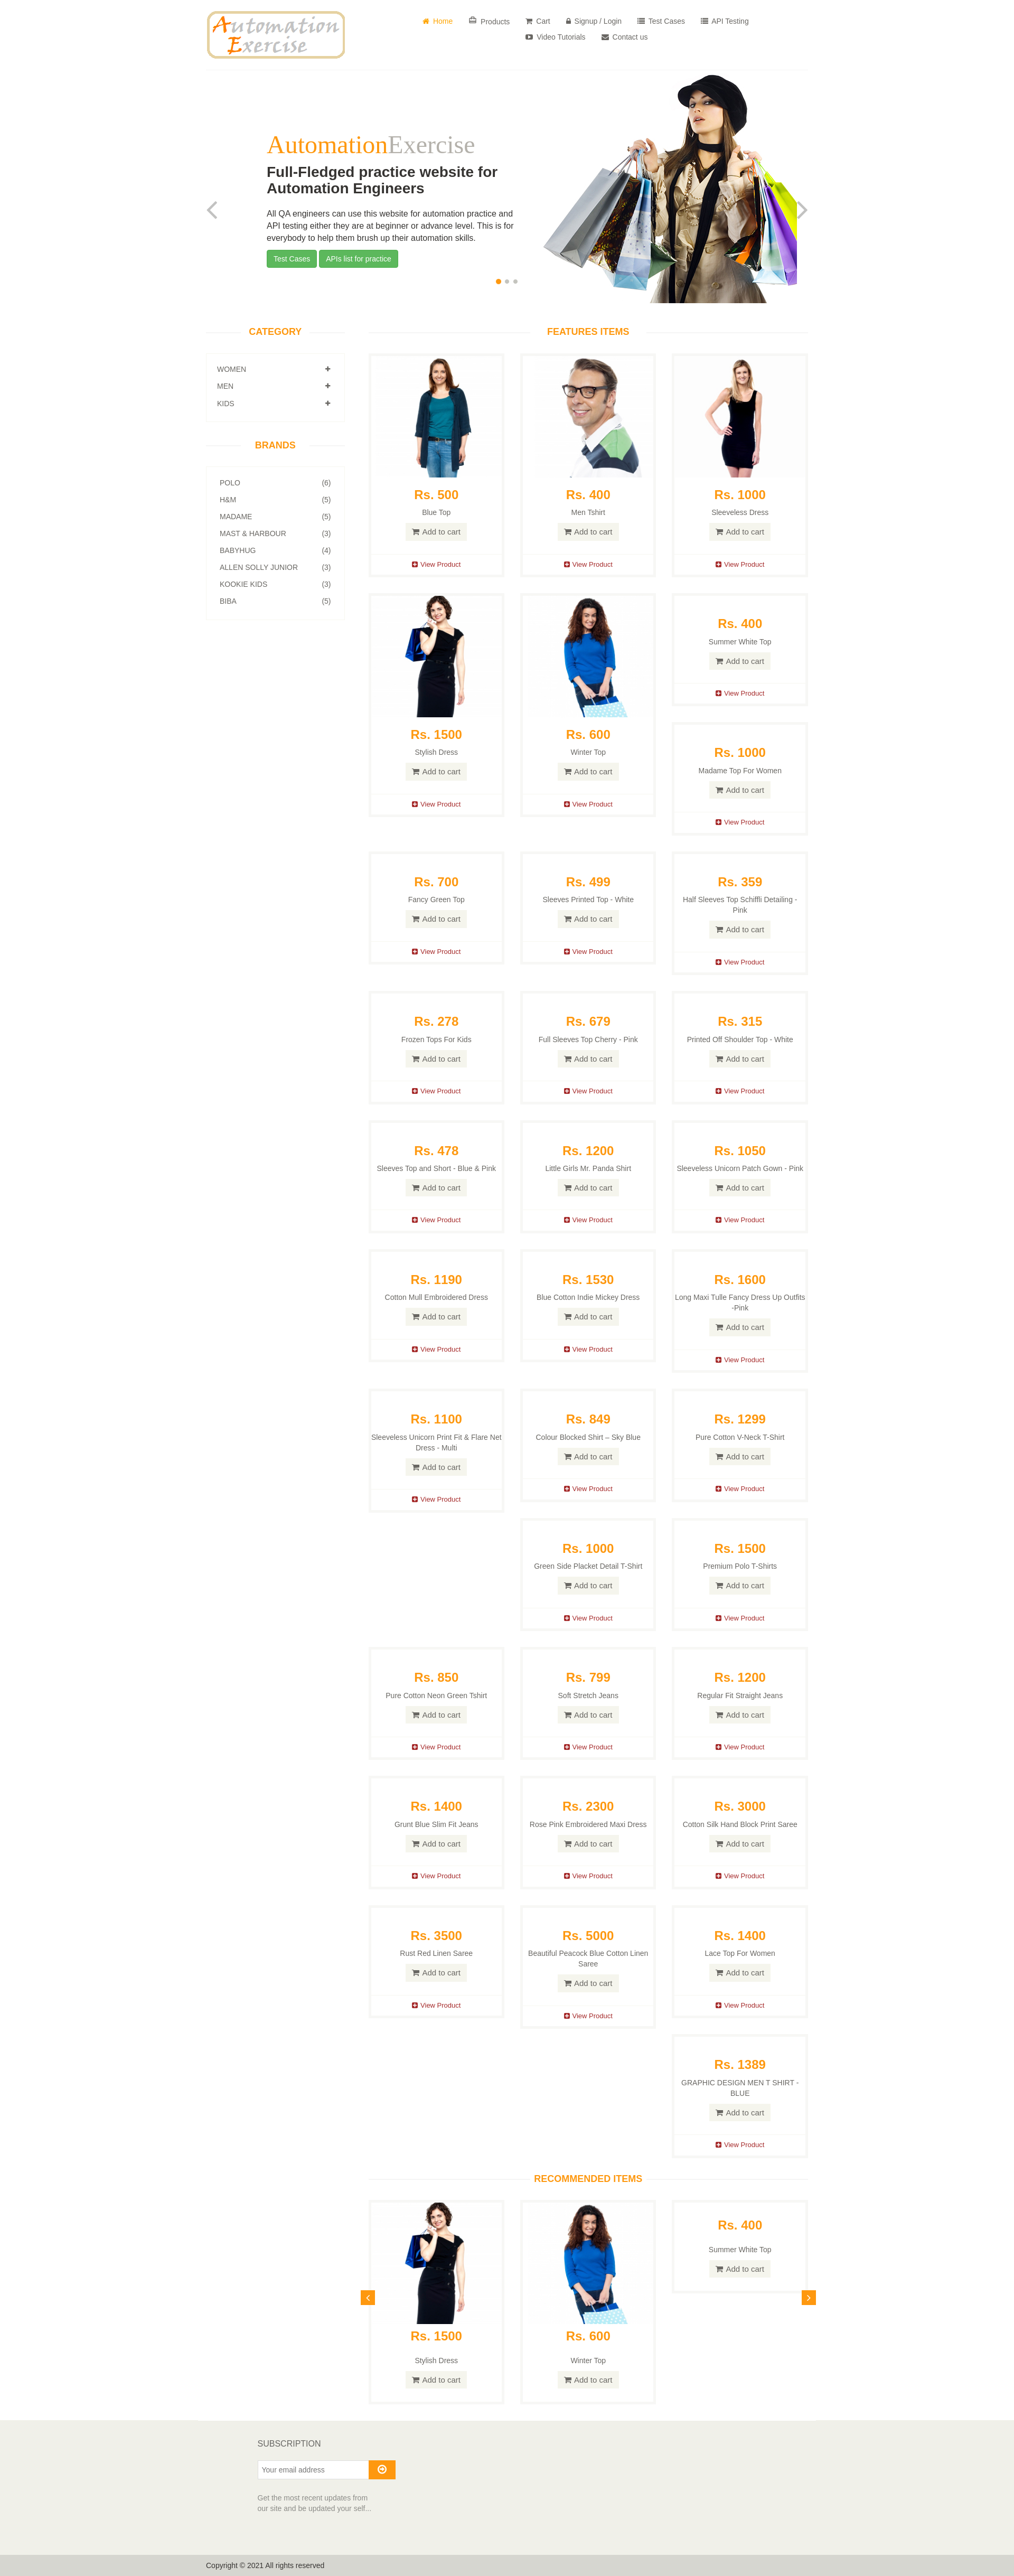 Automation
Exercise
Home
Products
Cart
Signup / Login
Test Cases
API Testing
Video Tutorials
Contact us
AutomationExercise
Full-Fledged practice website for
Automation Engineers
All QA engineers can use this website for automation practice and
API testing either they are at beginner or advance level. This is for
everybody to help them brush up their automation skills.
Test Cases
APIs list for practice
CATEGORY
WOMEN
MEN
KIDS
BRANDS
POLO (6)
H&M (5)
MADAME (5)
MAST & HARBOUR (3)
BABYHUG (4)
ALLEN SOLLY JUNIOR (3)
KOOKIE KIDS (3)
BIBA (5)
FEATURES ITEMS
Rs. 500
Blue Top
Add to cart
View Product
Rs. 400
Men Tshirt
Add to cart
View Product
Rs. 1000
Sleeveless Dress
Add to cart
View Product
Rs. 1500
Stylish Dress
Add to cart
View Product
Rs. 600
Winter Top
Add to cart
View Product
Rs. 400
Summer White Top
Add to cart
View Product
Rs. 1000
Madame Top For Women
Add to cart
View Product
Rs. 700
Fancy Green Top
Add to cart
View Product
Rs. 499
Sleeves Printed Top - White
Add to cart
View Product
Rs. 359
Half Sleeves Top Schiffli Detailing -
Pink
Add to cart
View Product
Rs. 278
Frozen Tops For Kids
Add to cart
View Product
Rs. 679
Full Sleeves Top Cherry - Pink
Add to cart
View Product
Rs. 315
Printed Off Shoulder Top - White
Add to cart
View Product
Rs. 478
Sleeves Top and Short - Blue & Pink
Add to cart
View Product
Rs. 1200
Little Girls Mr. Panda Shirt
Add to cart
View Product
Rs. 1050
Sleeveless Unicorn Patch Gown - Pink
Add to cart
View Product
Rs. 1190
Cotton Mull Embroidered Dress
Add to cart
View Product
Rs. 1530
Blue Cotton Indie Mickey Dress
Add to cart
View Product
Rs. 1600
Long Maxi Tulle Fancy Dress Up Outfits
-Pink
Add to cart
View Product
Rs. 1100
Sleeveless Unicorn Print Fit & Flare Net
Dress - Multi
Add to cart
View Product
Rs. 849
Colour Blocked Shirt – Sky Blue
Add to cart
View Product
Rs. 1299
Pure Cotton V-Neck T-Shirt
Add to cart
View Product
Rs. 1000
Green Side Placket Detail T-Shirt
Add to cart
View Product
Rs. 1500
Premium Polo T-Shirts
Add to cart
View Product
Rs. 850
Pure Cotton Neon Green Tshirt
Add to cart
View Product
Rs. 799
Soft Stretch Jeans
Add to cart
View Product
Rs. 1200
Regular Fit Straight Jeans
Add to cart
View Product
Rs. 1400
Grunt Blue Slim Fit Jeans
Add to cart
View Product
Rs. 2300
Rose Pink Embroidered Maxi Dress
Add to cart
View Product
Rs. 3000
Cotton Silk Hand Block Print Saree
Add to cart
View Product
Rs. 3500
Rust Red Linen Saree
Add to cart
View Product
Rs. 5000
Beautiful Peacock Blue Cotton Linen
Saree
Add to cart
View Product
Rs. 1400
Lace Top For Women
Add to cart
View Product
Rs. 1389
GRAPHIC DESIGN MEN T SHIRT -
BLUE
Add to cart
View Product
RECOMMENDED ITEMS
Rs. 1500
Stylish Dress
Add to cart
Rs. 600
Winter Top
Add to cart
Rs. 400
Summer White Top
Add to cart
SUBSCRIPTION
Your email address
Get the most recent updates from
our site and be updated your self...
Copyright © 2021 All rights reserved